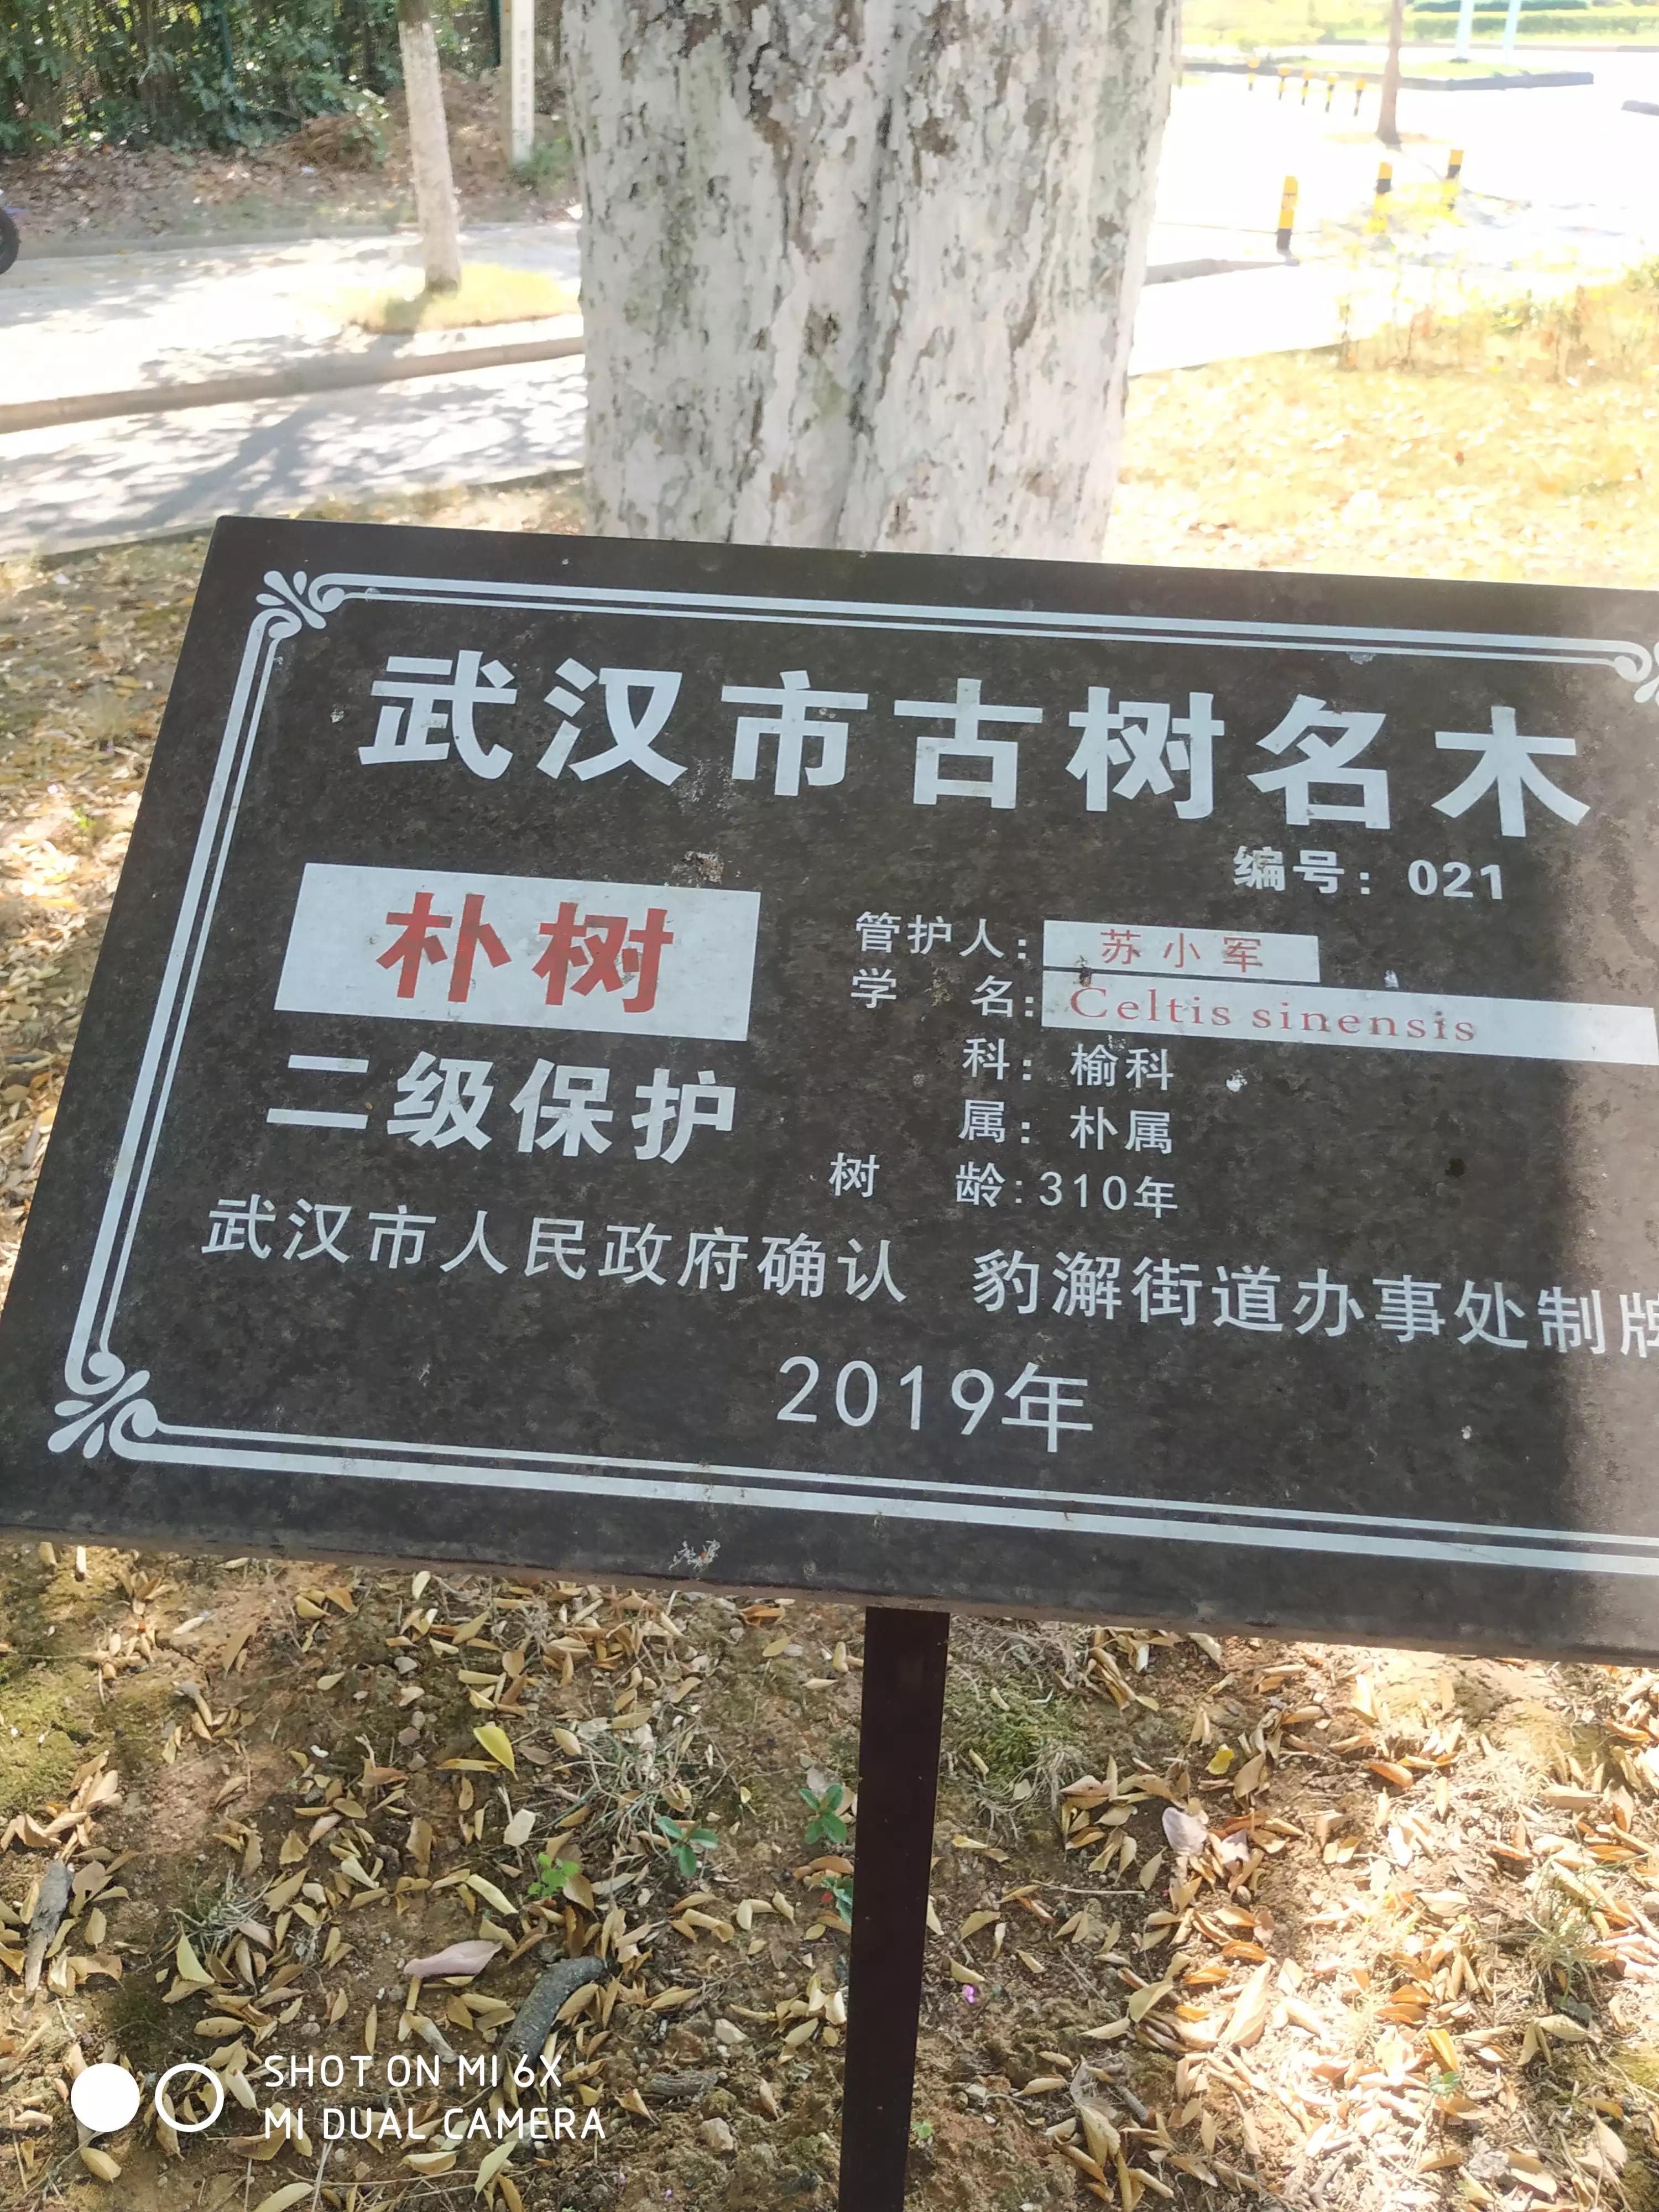 武汉市古树名木
编号：021
朴树
二级保护
管护人：苏小军
学 名：Celtis sinensis
科：榆科
属：朴属
树 龄：310年
武汉市人民政府确认 豹澥街道办事处制牌
2019年
SHOT ON MI 6X
MI DUAL CAMERA